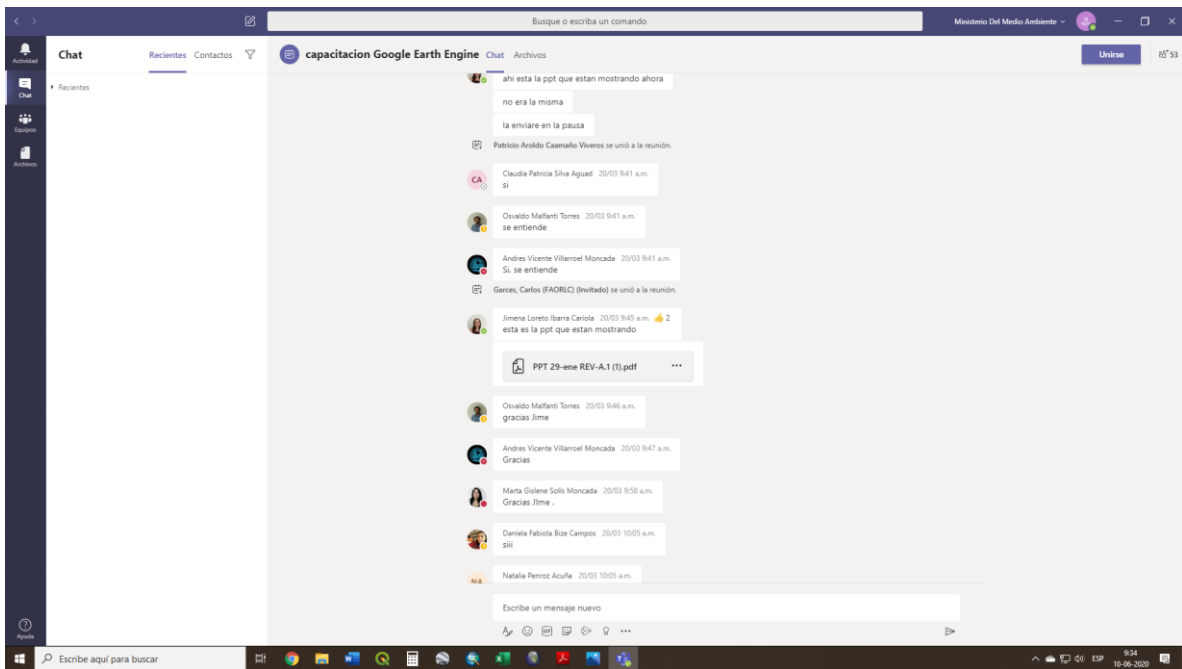 Busque o escriba un comando
Ministerio Del Medio Ambiente
Actividad
Chat
Equipos
Archivos
Ayuda
Chat
Recientes Contactos
Recientes
capacitacion Google Earth Engine Chat Archivos
Unirse
53
ahi esta la ppt que estan mostrando ahora
no era la misma
la enviare en la pausa
Patricio Aroldo Caamaño Viveros se unió a la reunión.
CA
Claudia Patricia Silva Aguad 20/03 9:41 a.m.
si
Osvaldo Malfanti Torres 20/03 9:41 a.m.
se entiende
Andres Vicente Villarroel Moncada 20/03 9:41 a.m.
Si. se entiende
Garces, Carlos (FAORLC) (Invitado) se unió a la reunión.
Jimena Loreto Ibarra Cariola 20/03 9:45 a.m. 👍 2
esta es la ppt que estan mostrando
PPT 29-ene REV-A.1 (1).pdf
Osvaldo Malfanti Torres 20/03 9:46 a.m.
gracias Jime
Andres Vicente Villarroel Moncada 20/03 9:47 a.m.
Gracias
Marta Gislene Solís Moncada 20/03 9:58 a.m.
Gracias JIme .
Daniela Fabiola Bize Campos 20/03 10:05 a.m.
siii
NA
Natalia Penroz Acuña 20/03 10:05 a.m.
Escribe un mensaje nuevo
GIF
Escribe aquí para buscar
ESP
9:34
10-06-2020